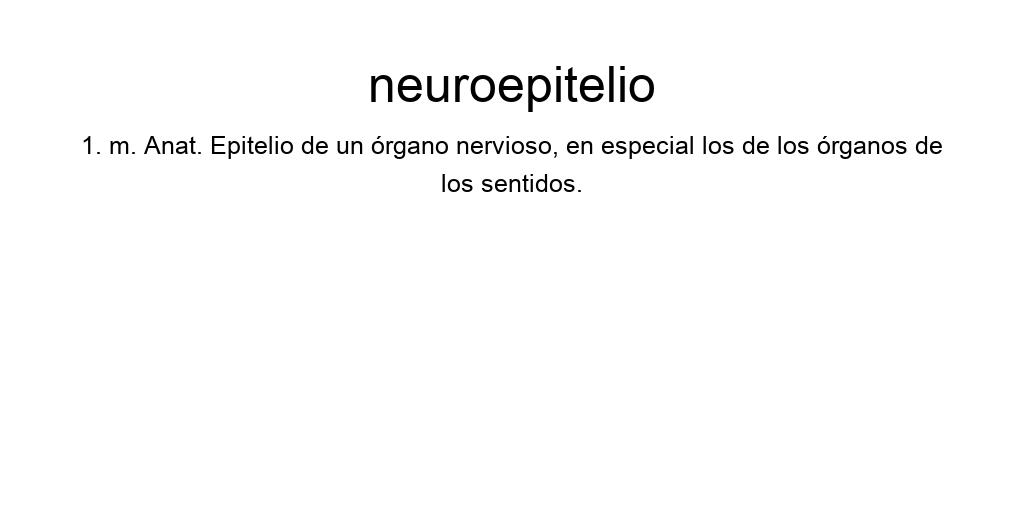 neuroepitelio
1. m. Anat. Epitelio de un órgano nervioso, en especial los de los órganos de
los sentidos.